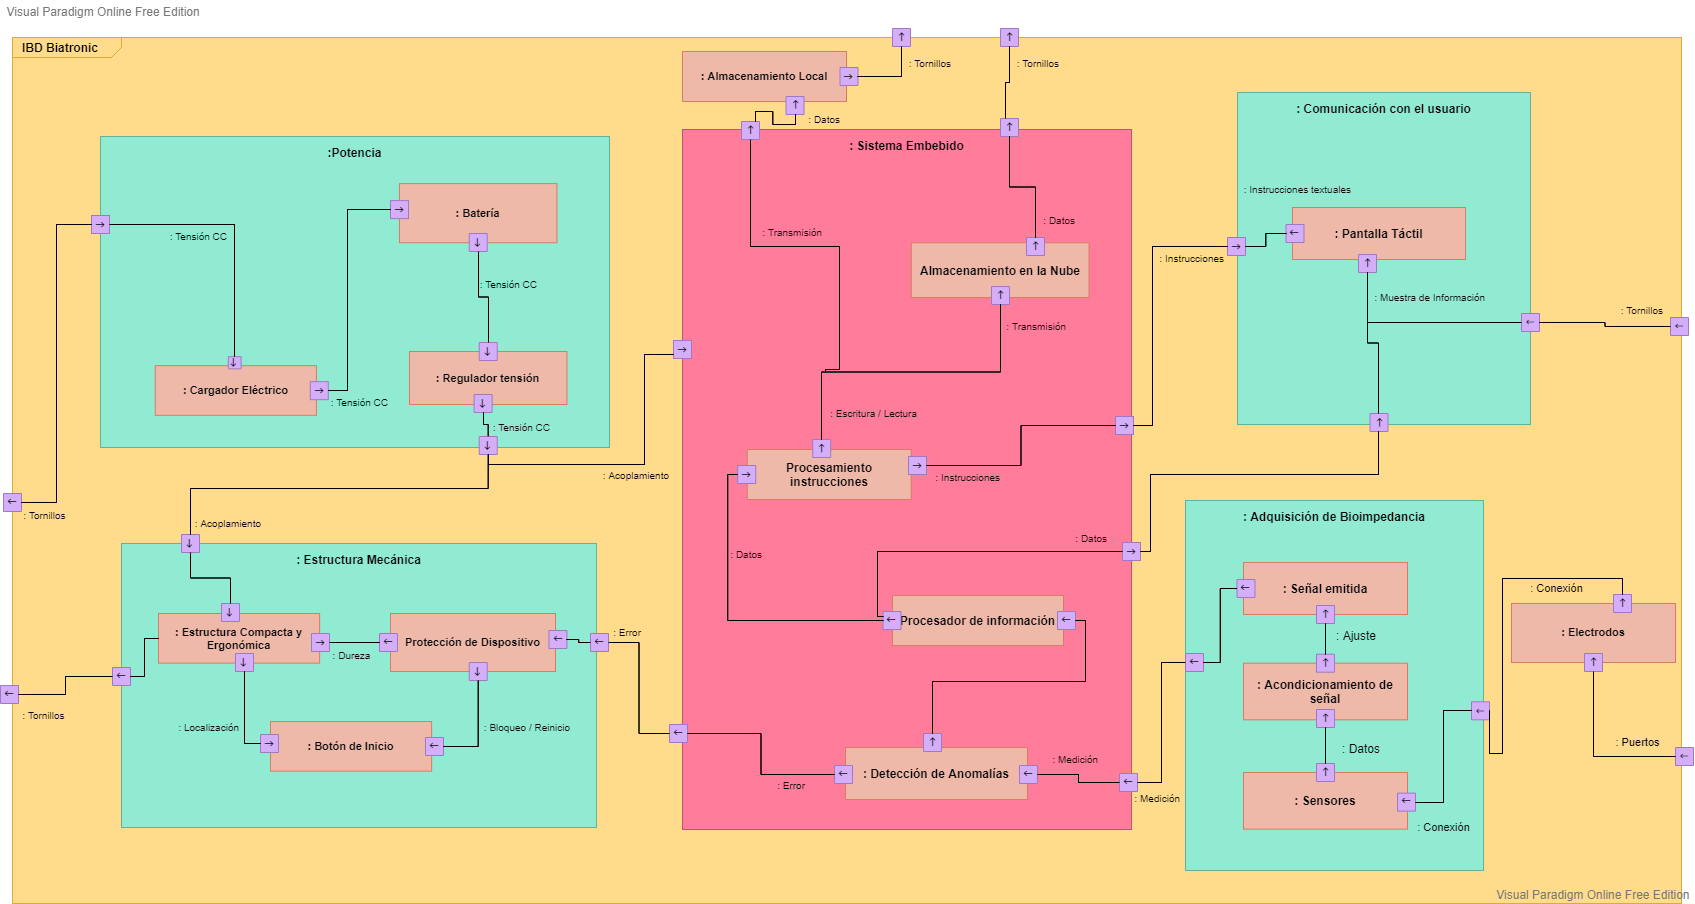 Visual Paradigm Online Free Edition
IBD Biatronic
: Tornillos
: Tornillos
: Almacenamiento Local
: Datos
:Potencia
: Tensión CC
: Batería
: Tensión CC
: Cargador Eléctrico
: Tensión CC
: Regulador tensión
: Tensión CC
: Acoplamiento
: Tornillos
: Acoplamiento
: Sistema Embebido
: Transmisión
: Datos
Almacenamiento en la Nube
: Transmisión
: Escritura / Lectura
Procesamiento
instrucciones
: Instrucciones
: Datos
: Datos
Procesador de información
: Detección de Anomalías
: Medición
: Error
: Medición
: Comunicación con el usuario
: Instrucciones textuales
: Pantalla Táctil
: Instrucciones
: Muestra de Información
: Tornillos
: Estructura Mecánica
: Estructura Compacta y
Ergonómica
: Dureza
Protección de Dispositivo
: Error
: Localización
: Bloqueo / Reinicio
: Botón de Inicio
: Tornillos
: Adquisición de Bioimpedancia
: Señal emitida
: Ajuste
: Acondicionamiento de
señal
: Datos
: Sensores
: Conexión
: Conexión
: Electrodos
: Puertos
Visual Paradigm Online Free Edition